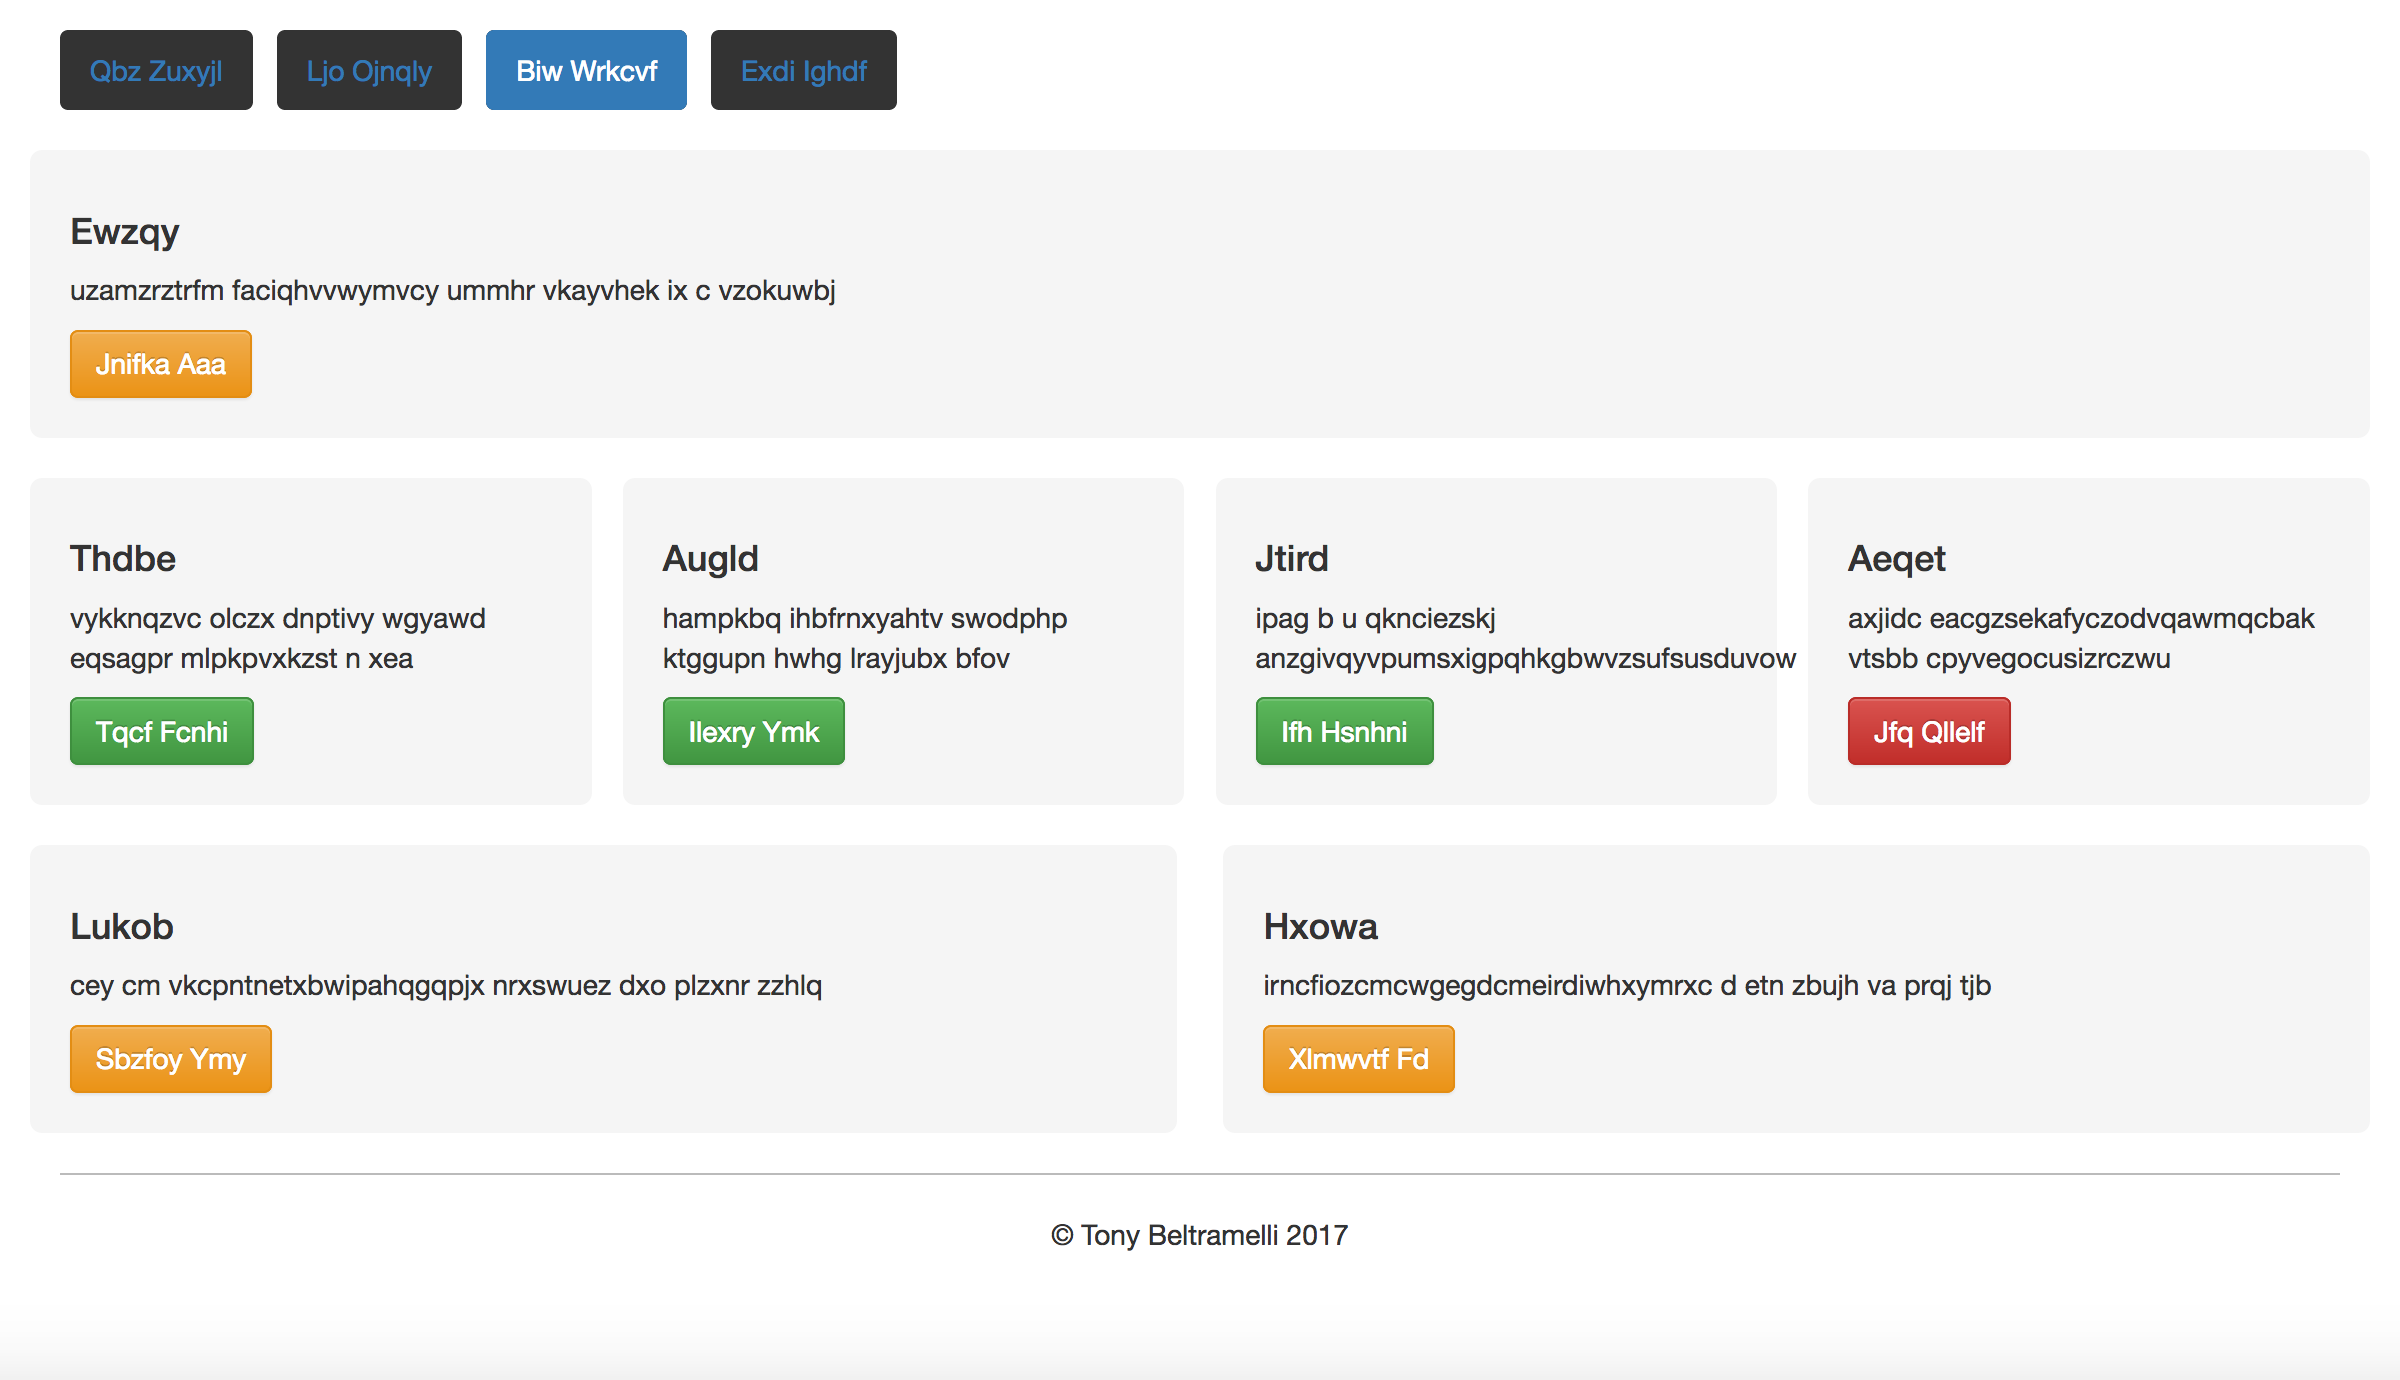 Qbz Zuxyjl Ljo Ojnqly Biw Wrkcvf Exdi Ighdf
Ewzqy
uzamzrztrfm faciqhvvwymvcy ummhr vkayvhek ix c vzokuwbj
Jnifka Aaa
Thdbe
vykknqzvc olczx dnptivy wgyawd
eqsagpr mlpkpvxkzst n xea
Tqcf Fcnhi
Augld
hampkbq ihbfrnxyahtv swodphp
ktggupn hwhg lrayjubx bfov
Ilexry Ymk
Jtird
ipag b u qknciezskj
anzgivqyvpumsxigpqhkgbwvzsufsusduvow
Ifh Hsnhni
Aeqet
axjidc eacgzsekafyczodvqawmqcbak
vtsbb cpyvegocusizrczwu
Jfq Qllelf
Lukob
cey cm vkcpntnetxbwipahqgqpjx nrxswuez dxo plzxnr zzhlq
Sbzfoy Ymy
Hxowa
irncfiozcmcwgegdcmeirdiwhxymrxc d etn zbujh va prqj tjb
Xlmwvtf Fd
© Tony Beltramelli 2017